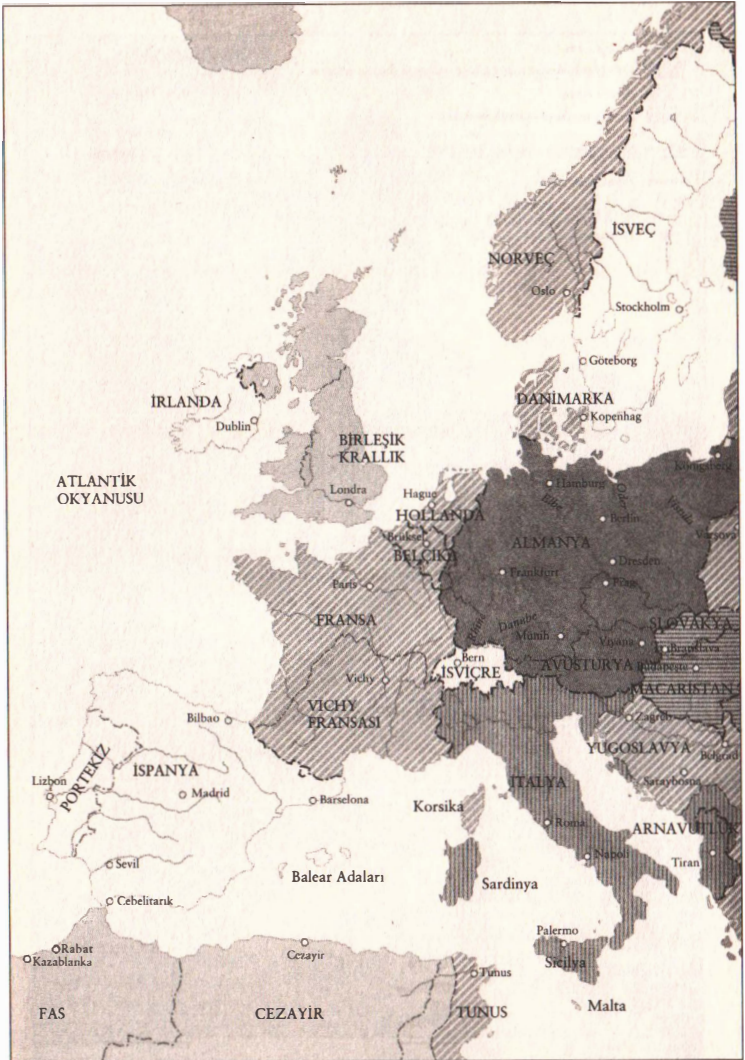 NORVEÇ
Oslo
İSVEÇ
Stockholm
Göteborg
DANİMARKA
Kopenhag
İRLANDA
Dublin
BİRLEŞİK
KRALLIK
Londra
ATLANTİK
OKYANUSU
Hague
HOLLANDA
Brüksel
BELÇİKA
Königsberg
Hamburg
Elbe
Oder
Vistula
Berlin
Varşova
ALMANYA
Dresden
Frankfurt
Prag
Paris
FRANSA
Danube
Münih
Viyana
SLOVAKYA
Bratislava
Bern
İSVİÇRE
AVUSTURYA
Budapeşte
MACARİSTAN
Vichy
VICHY
FRANSASI
Zagreb
YUGOSLAVYA
Belgrad
Saraybosna
Bilbao
PORTEKİZ
Lizbon
İSPANYA
Madrid
Barselona
Korsika
İTALYA
Roma
Napoli
ARNAVUTLUK
Tiran
Sevil
Cebelitarık
Balear Adaları
Sardinya
Palermo
Sicilya
Rabat
Kazablanka
Cezayir
Tunus
FAS
CEZAYİR
TUNUS
Malta